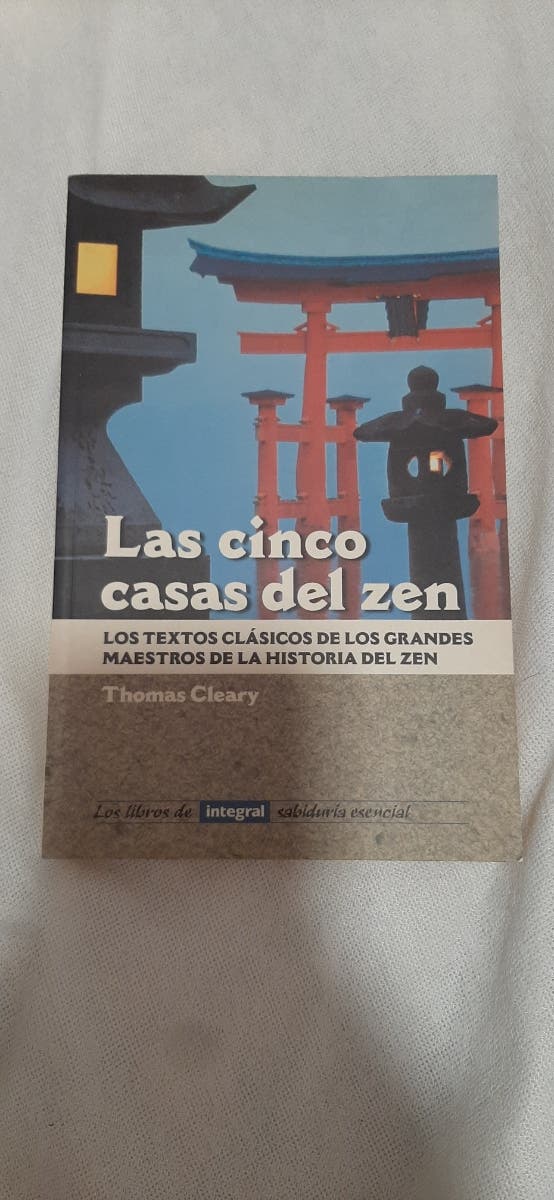 Las cinco
casas del zen
LOS TEXTOS CLÁSICOS DE LOS GRANDES
MAESTROS DE LA HISTORIA DEL ZEN
Thomas Cleary
Los libros de integral sabiduría esencial